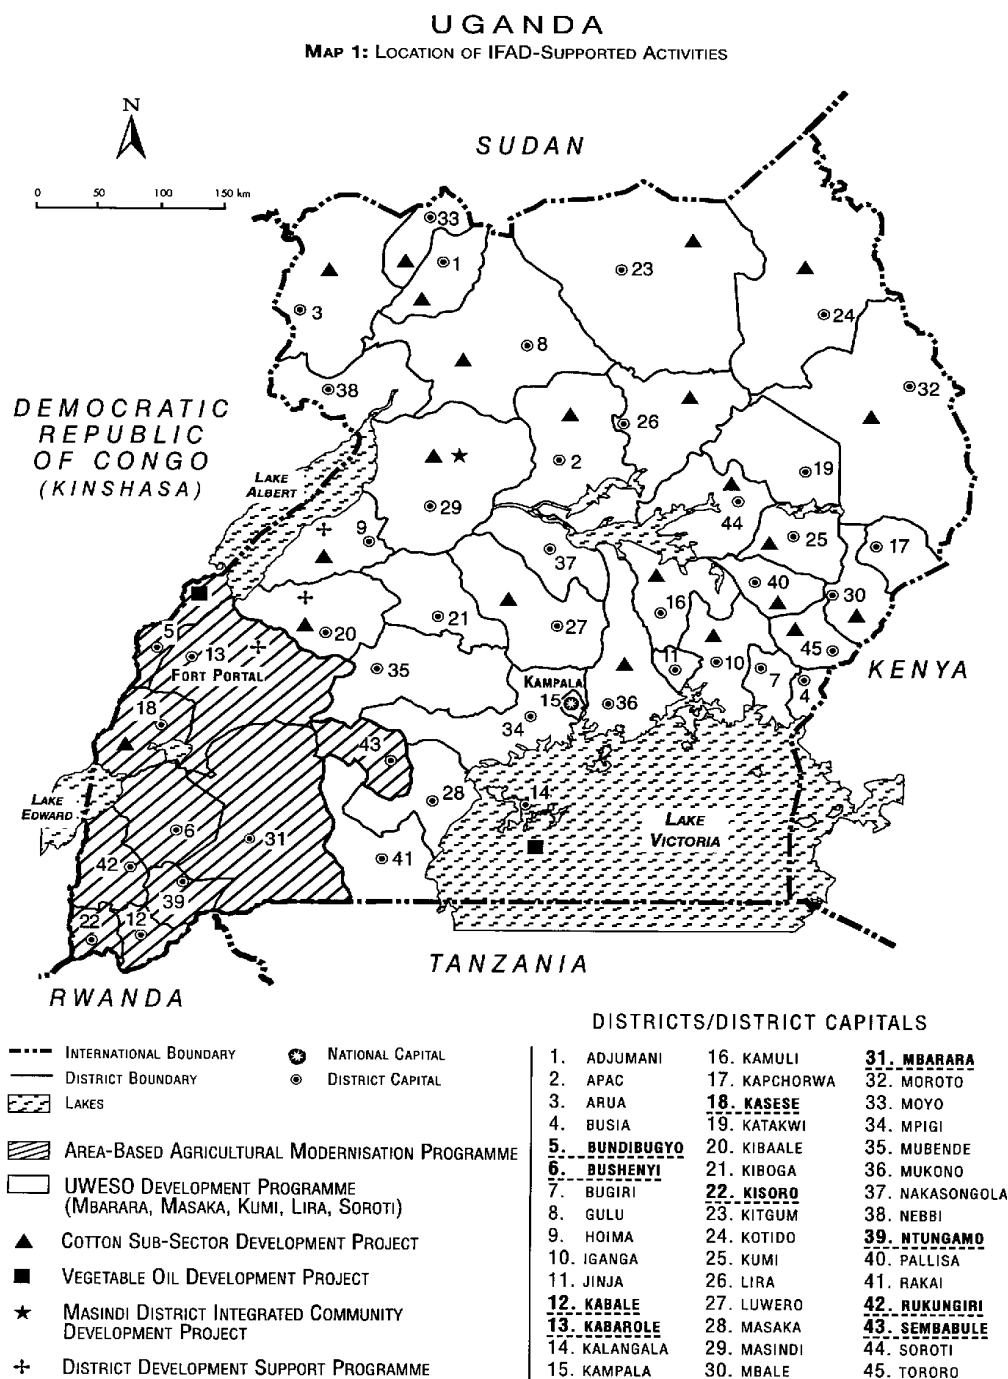 UGANDA
MAP 1: LOCATION OF IFAD-SUPPORTED ACTIVITIES
N
SUDAN
0 50 100 150 km
33
1
23
3
24
8
38
32
DEMOCRATIC
REPUBLIC
OF CONGO
(KINSHASA)
26
LAKE
ALBERT
2
19
29
44
9
37
25
17
40
30
5
21
16
20
27
45
13
FORT PORTAL
35
11
10
7
KENYA
KAMPALA
15
4
18
34
36
43
LAKE
EDWARD
28
14
LAKE
VICTORIA
6
31
42
41
39
22
12
TANZANIA
RWANDA
INTERNATIONAL BOUNDARY
NATIONAL CAPITAL
DISTRICT BOUNDARY
DISTRICT CAPITAL
LAKES
AREA-BASED AGRICULTURAL MODERNISATION PROGRAMME
UWESO DEVELOPMENT PROGRAMME
(MBARARA, MASAKA, KUMI, LIRA, SOROTI)
COTTON SUB-SECTOR DEVELOPMENT PROJECT
VEGETABLE OIL DEVELOPMENT PROJECT
MASINDI DISTRICT INTEGRATED COMMUNITY
DEVELOPMENT PROJECT
DISTRICT DEVELOPMENT SUPPORT PROGRAMME
DISTRICTS/DISTRICT CAPITALS
1. ADJUMANI
2. APAC
3. ARUA
4. BUSIA
5. BUNDIBUGYO
6. BUSHENYI
7. BUGIRI
8. GULU
9. HOIMA
10. IGANGA
11. JINJA
12. KABALE
13. KABAROLE
14. KALANGALA
15. KAMPALA
16. KAMULI
17. KAPCHORWA
18. KASESE
19. KATAKWI
20. KIBAALE
21. KIBOGA
22. KISORO
23. KITGUM
24. KOTIDO
25. KUMI
26. LIRA
27. LUWERO
28. MASAKA
29. MASINDI
30. MBALE
31. MBARARA
32. MOROTO
33. MOYO
34. MPIGI
35. MUBENDE
36. MUKONO
37. NAKASONGOLA
38. NEBBI
39. NTUNGAMO
40. PALLISA
41. RAKAI
42. RUKUNGIRI
43. SEMBABULE
44. SOROTI
45. TORORO